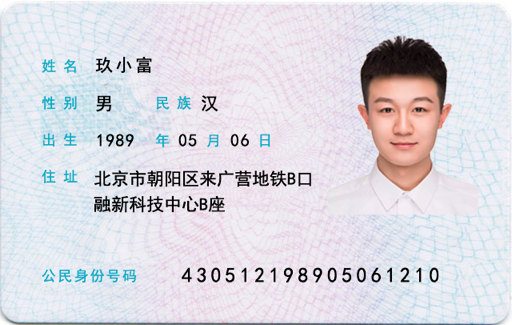 姓名 玖小富
性别 男 民族 汉
出生 1989 年 05 月 06 日
住址 北京市朝阳区来广营地铁B口
融新科技中心B座
公民身份号码 430512198905061210